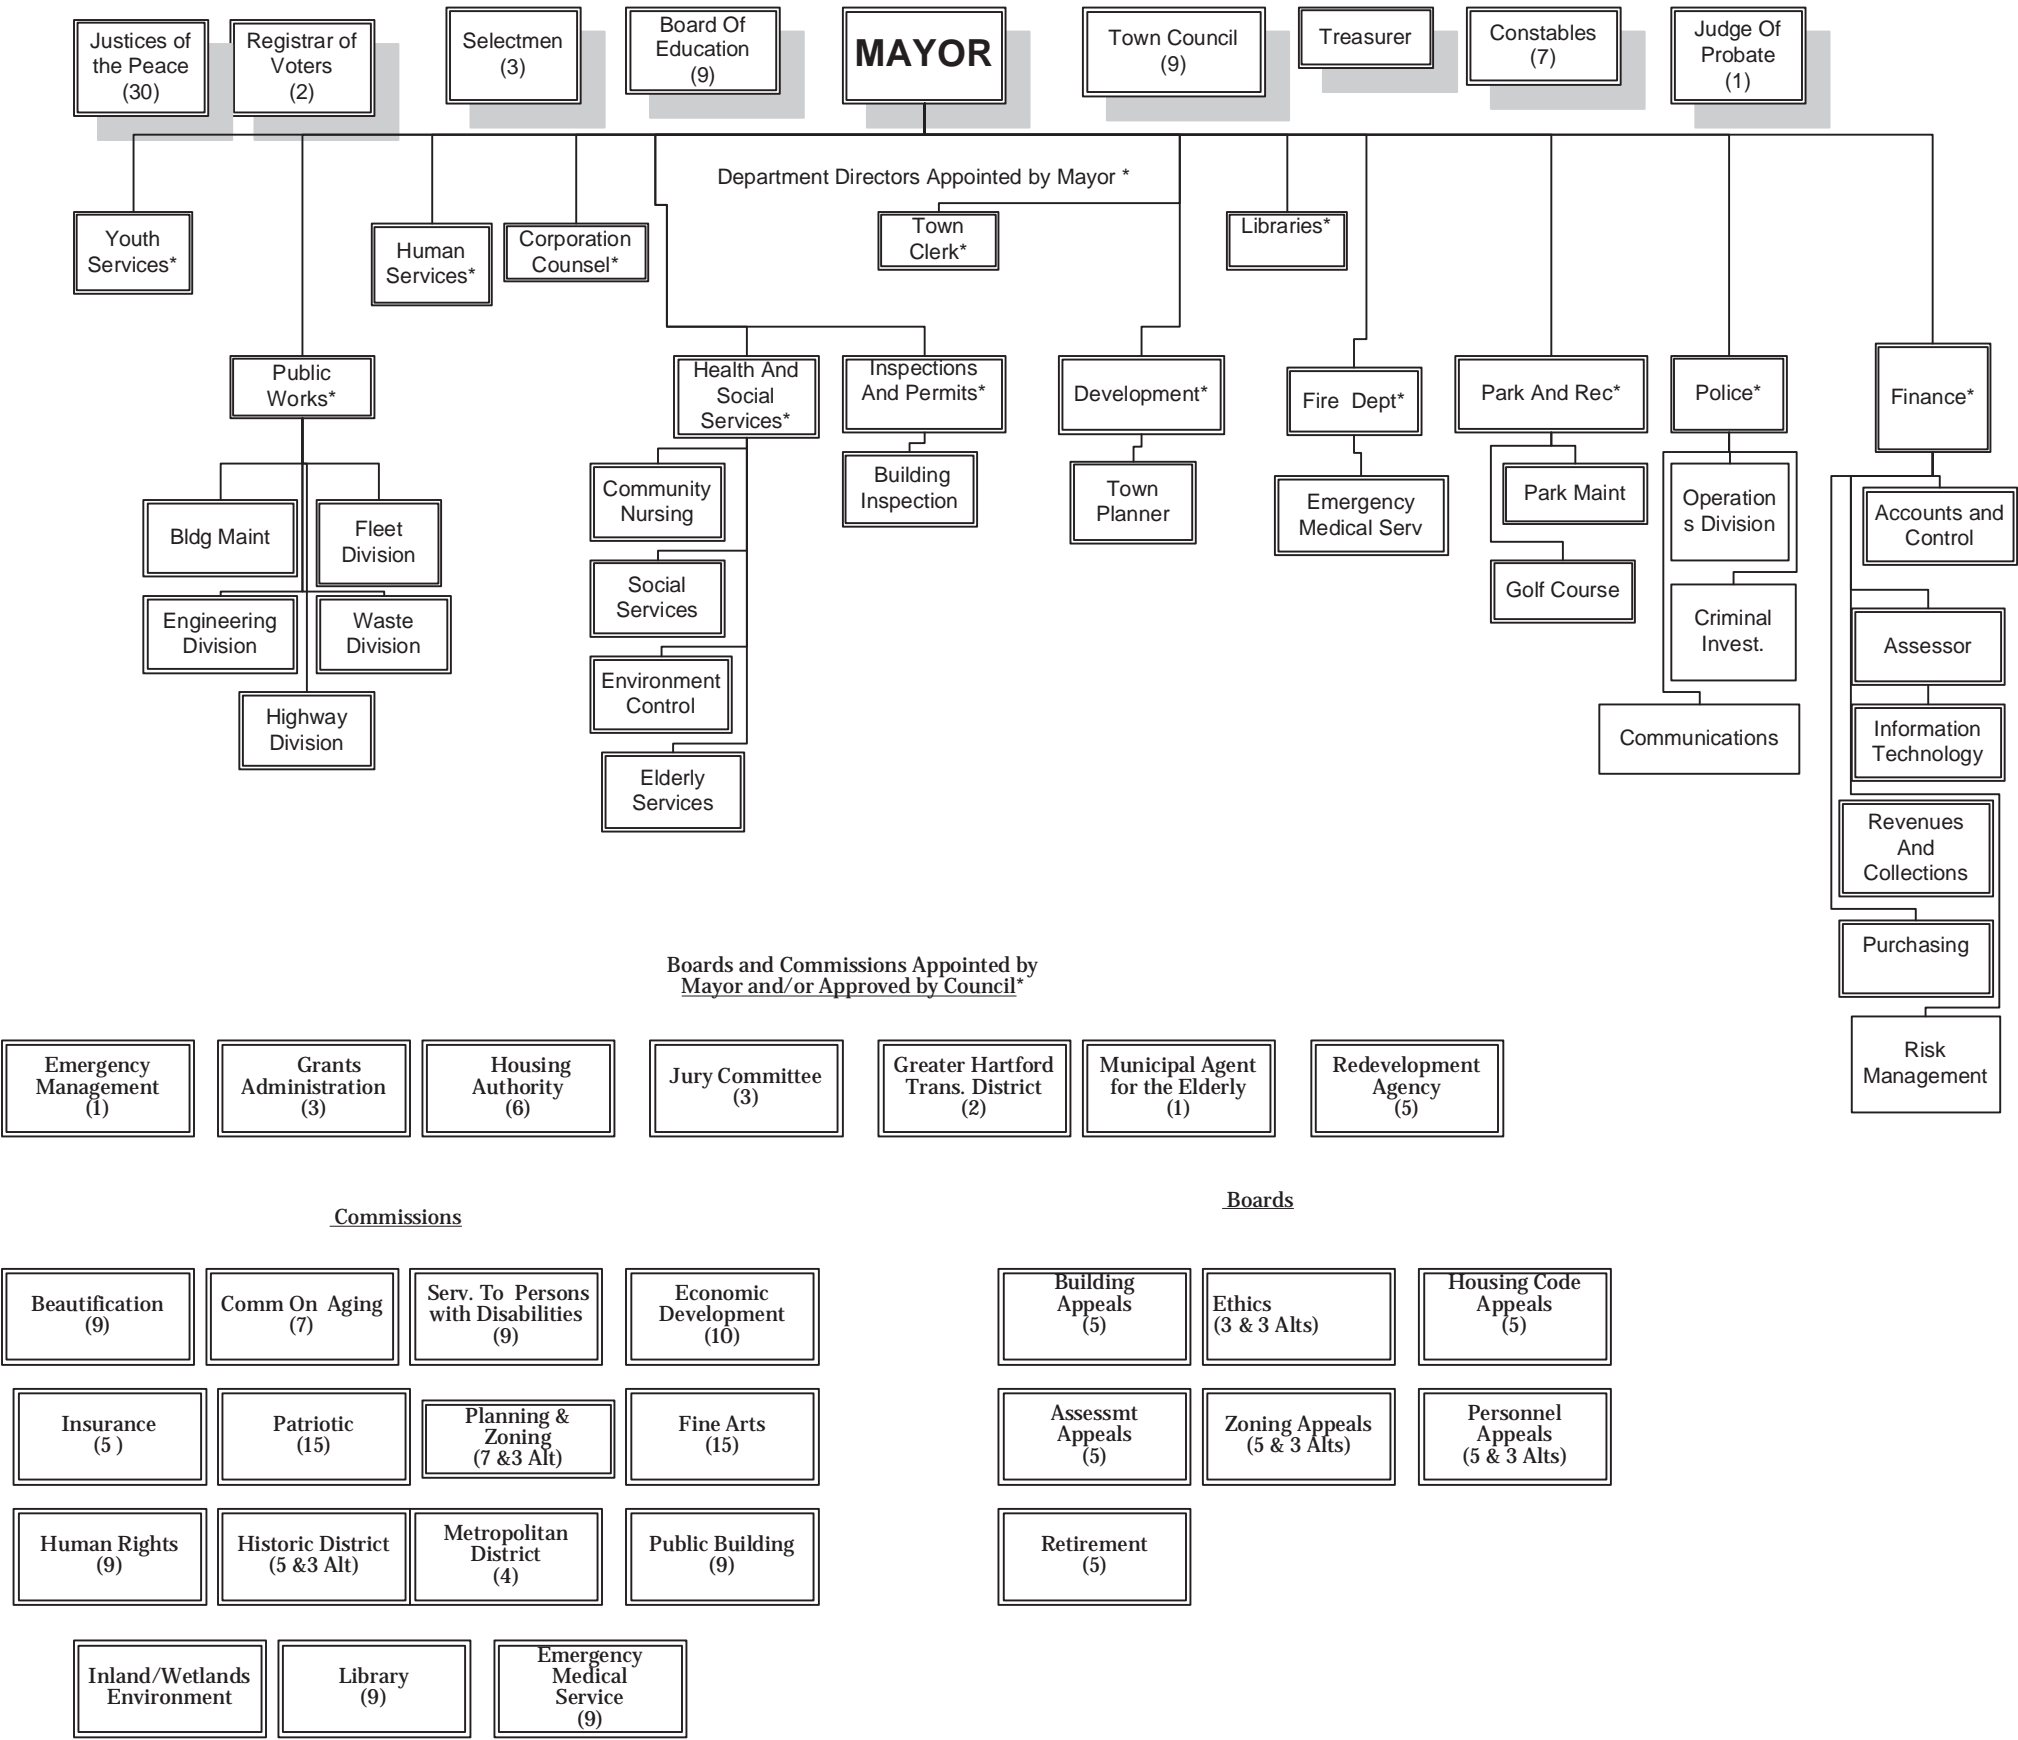 Justices of
the Peace
(30)
Registrar of
Voters
(2)
Selectmen
(3)
Board Of
Education
(9)
MAYOR
Town Council
(9)
Treasurer
Constables
(7)
Judge Of
Probate
(1)
Department Directors Appointed by Mayor *
Youth
Services*
Human
Services*
Corporation
Counsel*
Town
Clerk*
Libraries*
Public
Works*
Health And
Social
Services*
Inspections
And Permits*
Development*
Fire Dept*
Park And Rec*
Police*
Finance*
Bldg Maint
Fleet
Division
Engineering
Division
Waste
Division
Highway
Division
Community
Nursing
Social
Services
Environment
Control
Elderly
Services
Building
Inspection
Town
Planner
Emergency
Medical Serv
Park Maint
Golf Course
Operation
s Division
Criminal
Invest.
Communications
Accounts and
Control
Assessor
Information
Technology
Revenues
And
Collections
Purchasing
Risk
Management
Boards and Commissions Appointed by
Mayor and/or Approved by Council*
Emergency
Management
(1)
Grants
Administration
(3)
Housing
Authority
(6)
Jury Committee
(3)
Greater Hartford
Trans. District
(2)
Municipal Agent
for the Elderly
(1)
Redevelopment
Agency
(5)
Commissions
Beautification
(9)
Comm On Aging
(7)
Serv. To Persons
with Disabilities
(9)
Economic
Development
(10)
Insurance
(5 )
Patriotic
(15)
Planning &
Zoning
(7 &3 Alt)
Fine Arts
(15)
Human Rights
(9)
Historic District
(5 &3 Alt)
Metropolitan
District
(4)
Public Building
(9)
Inland/Wetlands
Environment
Library
(9)
Emergency
Medical
Service
(9)
Boards
Building
Appeals
(5)
Ethics
(3 & 3 Alts)
Housing Code
Appeals
(5)
Assessmt
Appeals
(5)
Zoning Appeals
(5 & 3 Alts)
Personnel
Appeals
(5 & 3 Alts)
Retirement
(5)